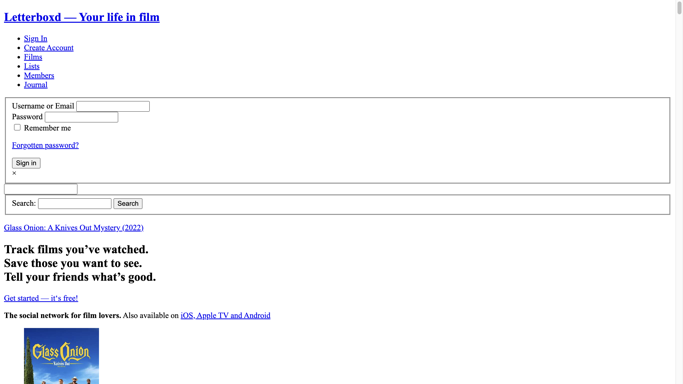 Letterboxd — Your life in film
Sign In
Create Account
Films
Lists
Members
Journal
Username or Email
Password
Remember me
Forgotten password?
Sign in
×
Search:
Search
Glass Onion: A Knives Out Mystery (2022)
Track films you’ve watched.
Save those you want to see.
Tell your friends what’s good.
Get started — it‘s free!
The social network for film lovers. Also available on iOS, Apple TV and Android
Glass Onion